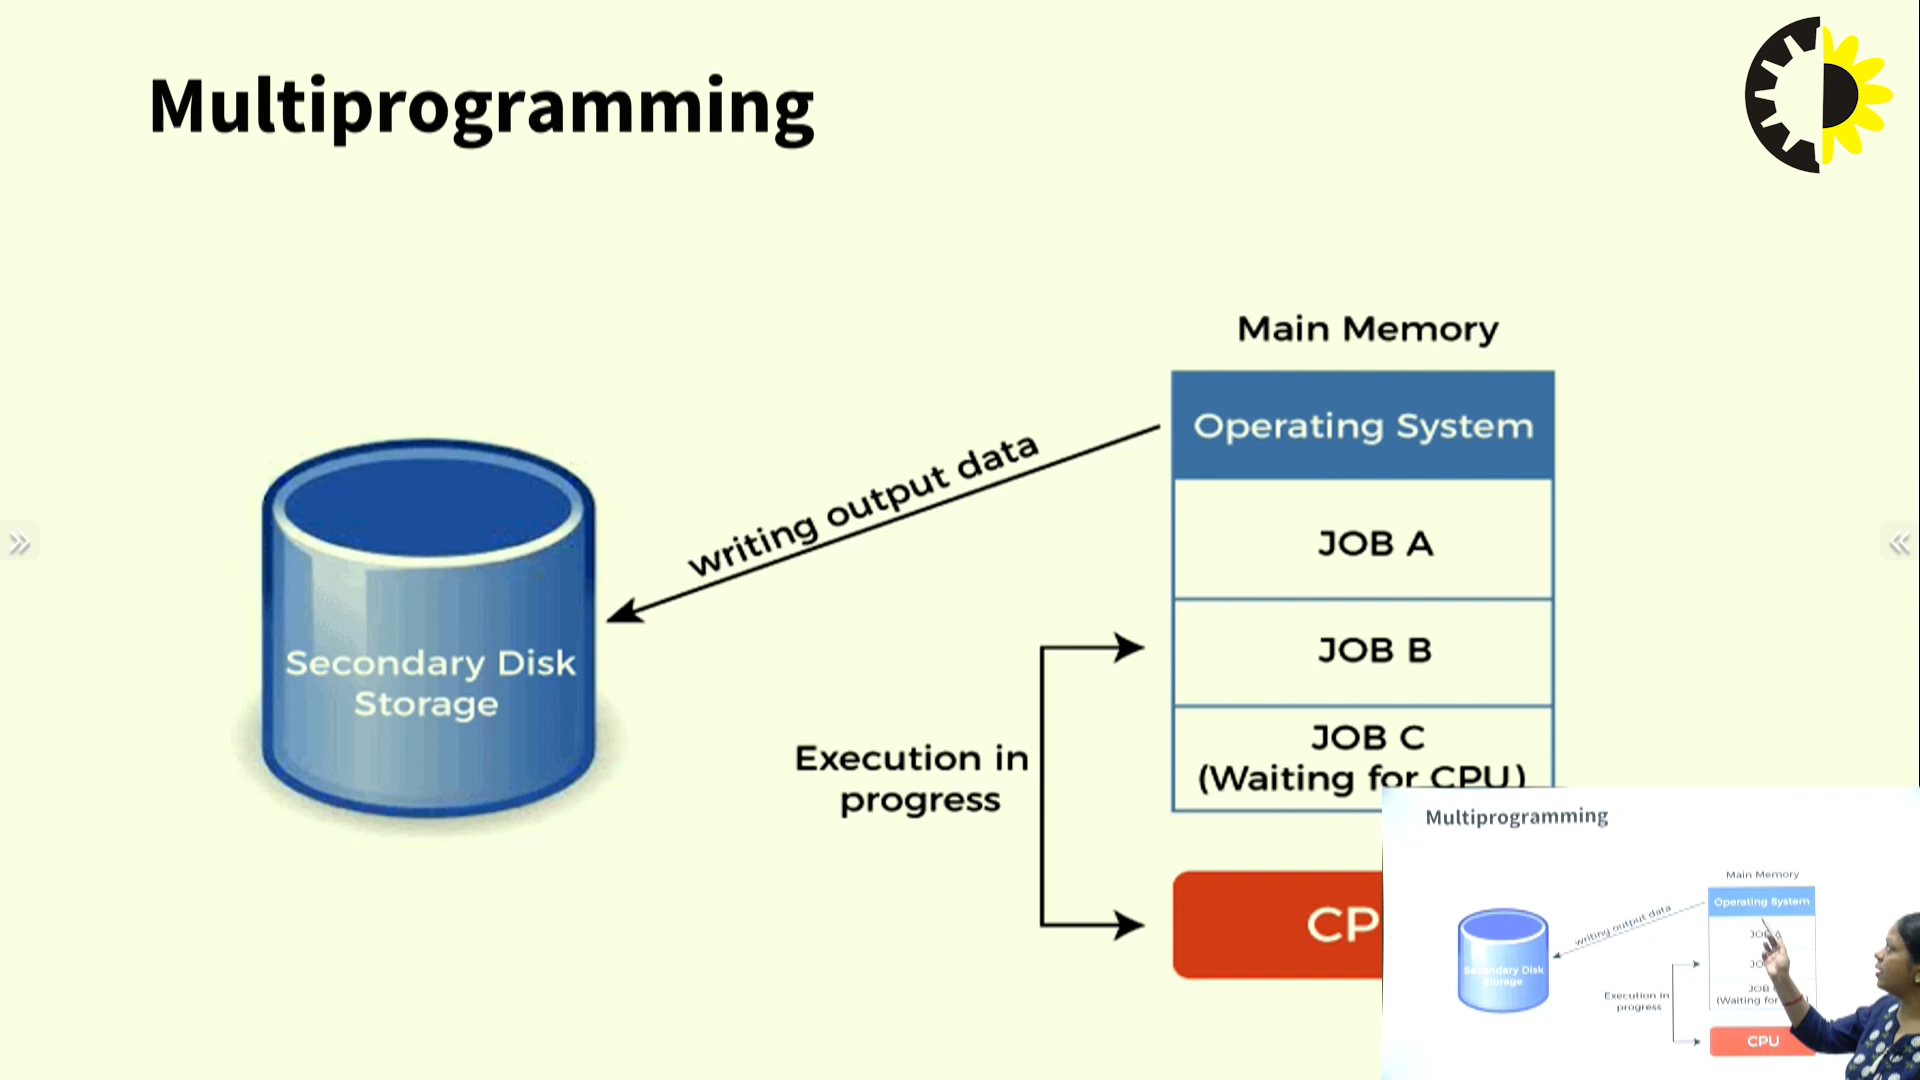 Multiprogramming
Main Memory
Operating System
JOB A
writing output data
JOB B
Secondary Disk
Storage
JOB C
(Waiting for CPU)
Execution in
progress
CP
Multiprogramming
Main Memory
Operating System
writing output data
JOB A
Secondary Disk
Storage
JOB
(Waiting for
Execution in
progress
CPU